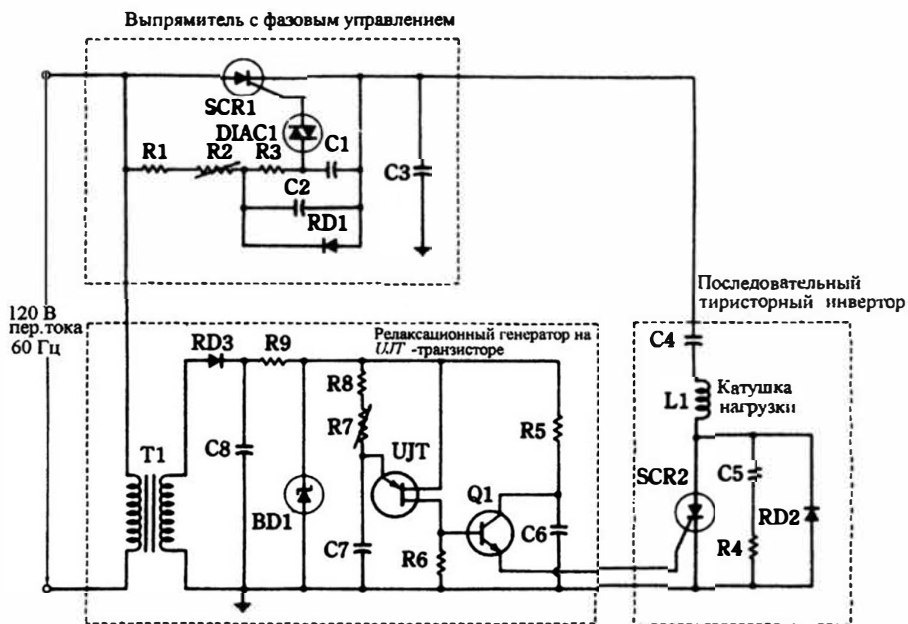 Выпрямитель с фазовым управлением
SCR1
DIAC1
R1
R2
R3
C1
C2
C3
RD1
Последовательный
тиристорный инвертор
120 В
пер.тока
60 Гц
Релаксационный генератор на
UJT -транзисторе
C4
RD3
R9
R8
L1
Катушка
нагрузки
R7
R5
T1
C8
UJT
SCR2
C5
Q1
BD1
RD2
C7
R6
C6
R4